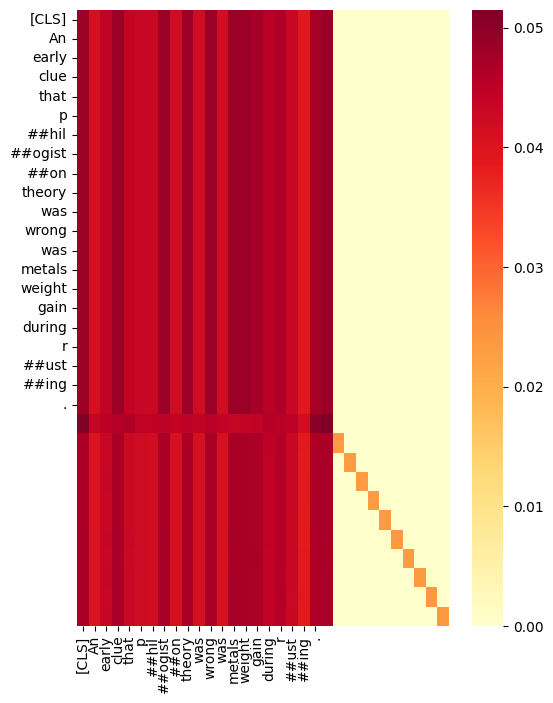 [CLS]
An
early
clue
that
p
##hil
##ogist
##on
theory
was
wrong
was
metals
weight
gain
during
r
##ust
##ing
.
0.05
0.04
0.03
0.02
0.01
0.00
[CLS]
An
early
clue
that
p
##hil
##ogist
##on
theory
was
wrong
was
metals
weight
gain
during
r
##ust
##ing
.